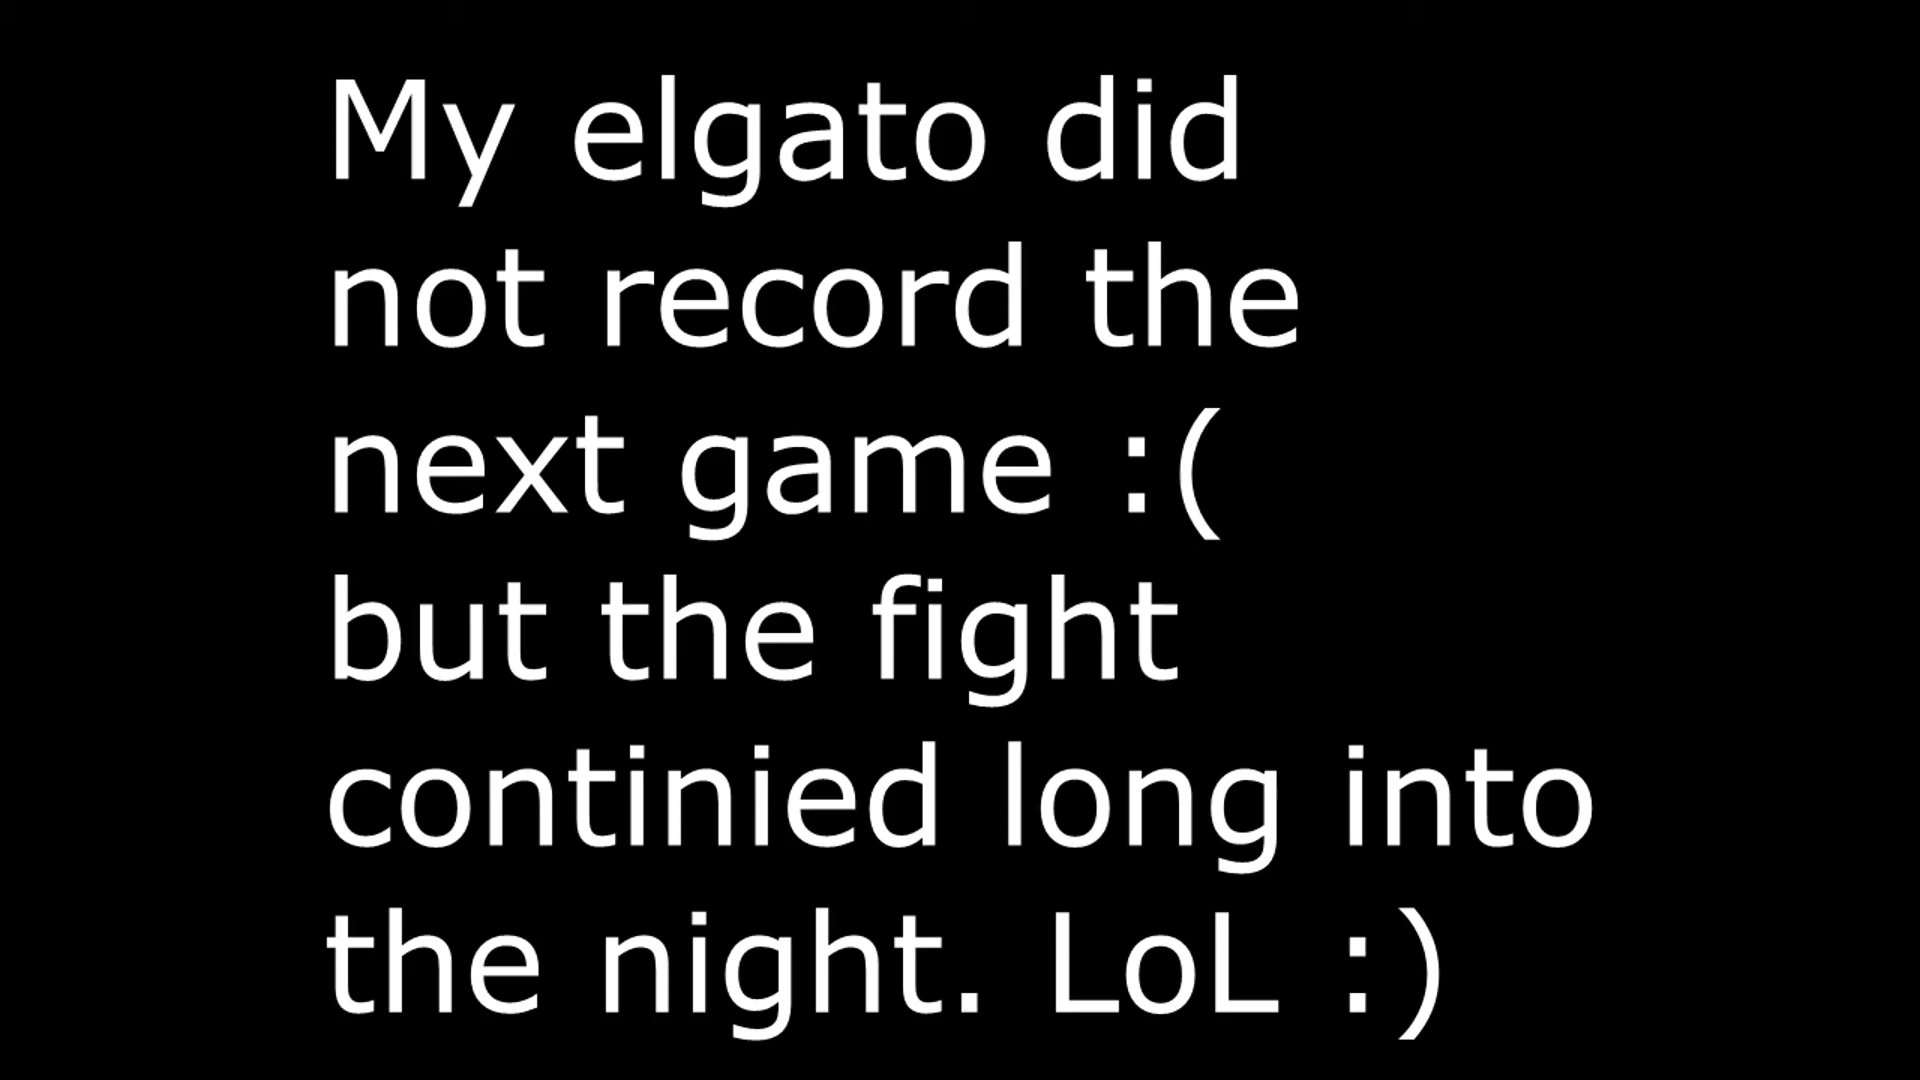 My elgato did
not record the
next game :(
but the fight
continied long into
the night. LoL :)